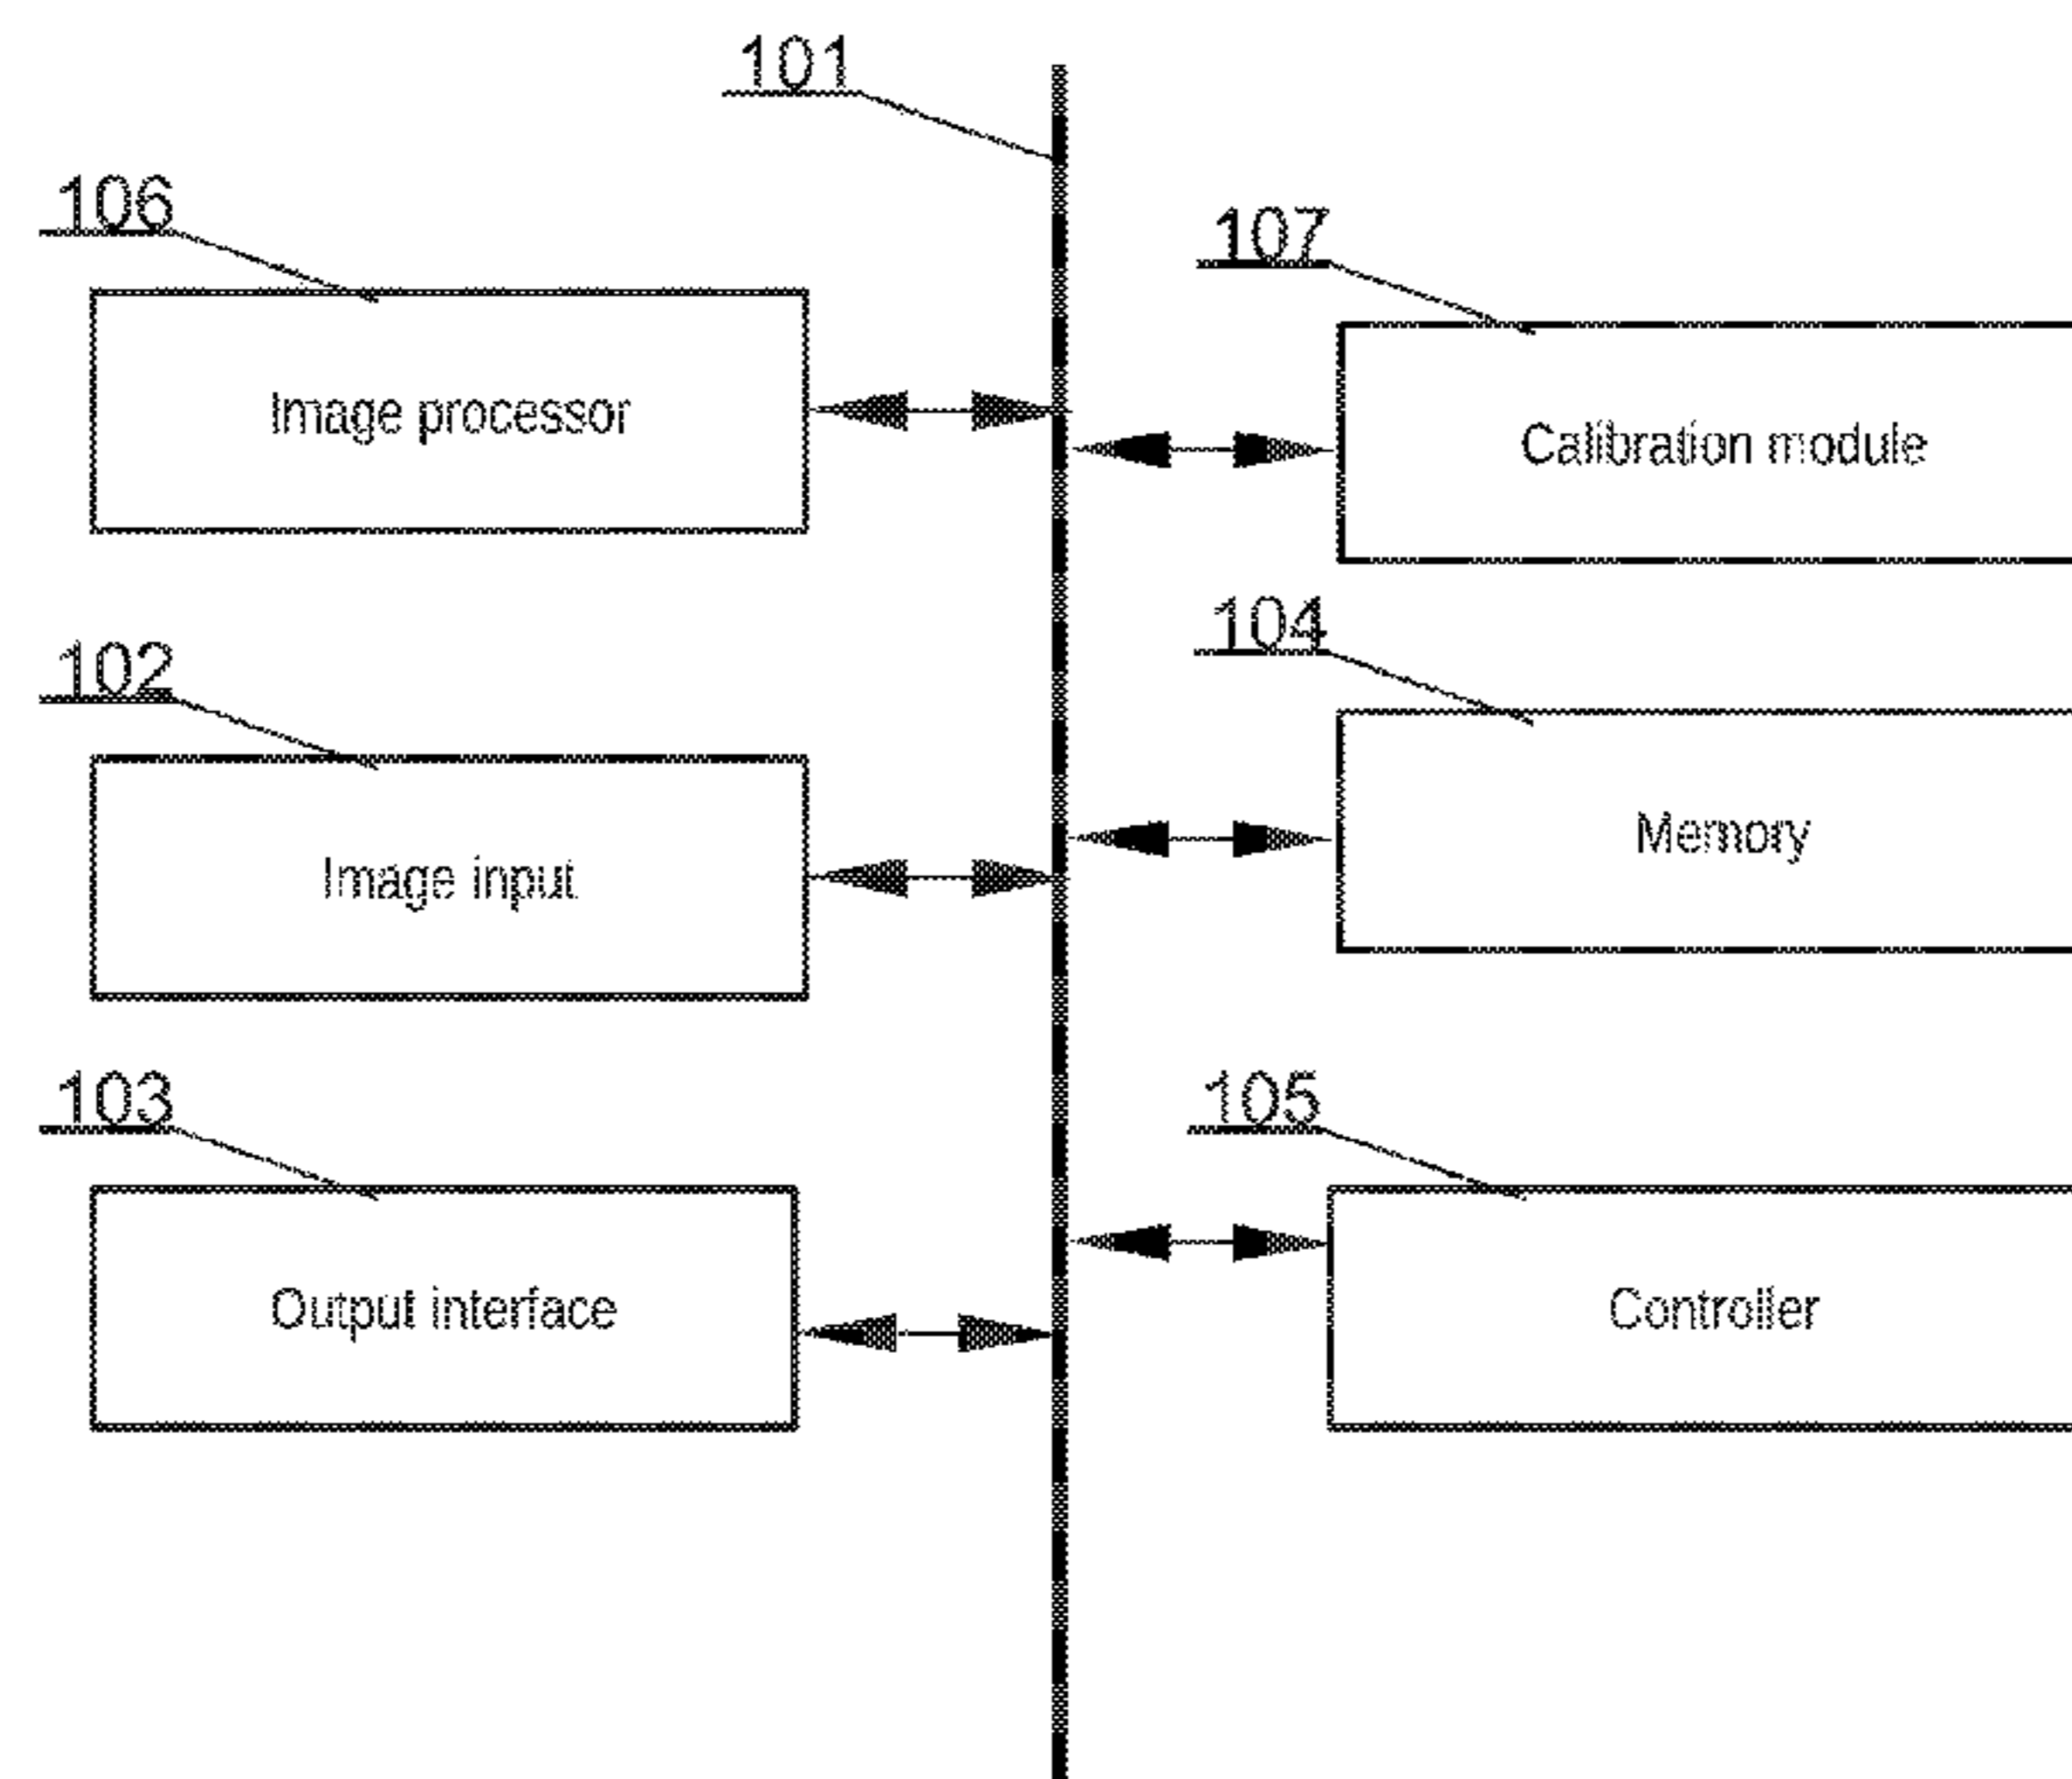 101
106
107
Image processor
Calibration module
104
102
Memory
Image input
103
105
Output interface
Controller